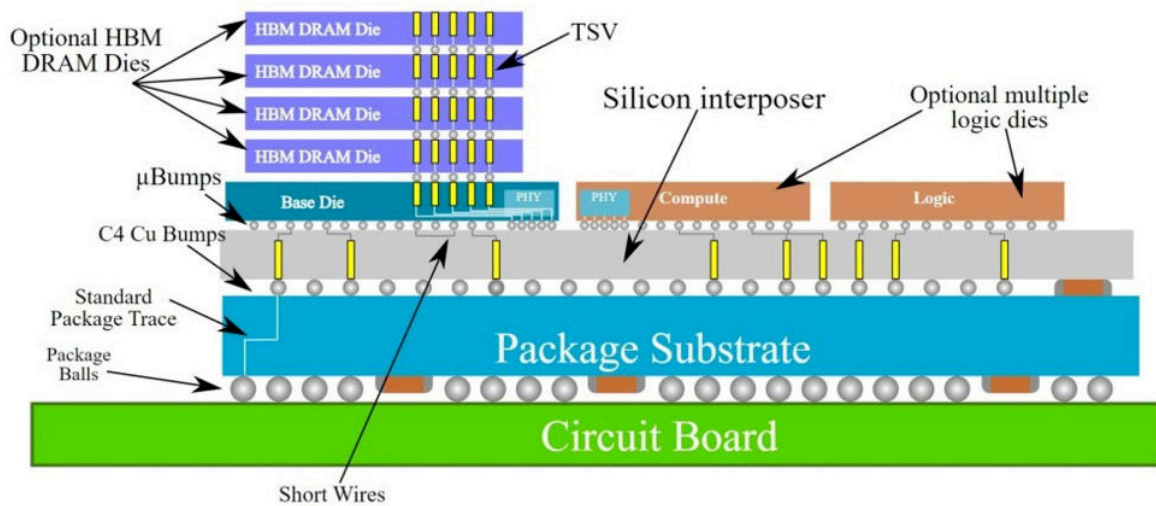 Optional HBM
DRAM Dies
HBM DRAM Die
HBM DRAM Die
HBM DRAM Die
HBM DRAM Die
TSV
Silicon interposer
Optional multiple
logic dies
μBumps
Base Die
PHY
PHY
Compute
Logic
C4 Cu Bumps
Standard
Package Trace
Package Substrate
Package
Balls
Circuit Board
Short Wires